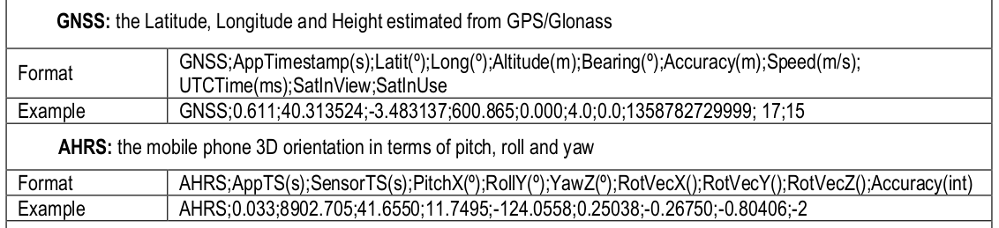 GNSS: the Latitude, Longitude and Height estimated from GPS/Glonass
Format GNSS;AppTimestamp(s);Latit(º);Long(º);Altitude(m);Bearing(º);Accuracy(m);Speed(m/s);
UTCTime(ms);SatInView;SatInUse
Example GNSS;0.611;40.313524;-3.483137;600.865;0.000;4.0;0.0;1358782729999; 17;15
AHRS: the mobile phone 3D orientation in terms of pitch, roll and yaw
Format AHRS;AppTS(s);SensorTS(s);PitchX(º);RollY(º);YawZ(º);RotVecX();RotVecY();RotVecZ();Accuracy(int)
Example AHRS;0.033;8902.705;41.6550;11.7495;-124.0558;0.25038;-0.26750;-0.80406;-2